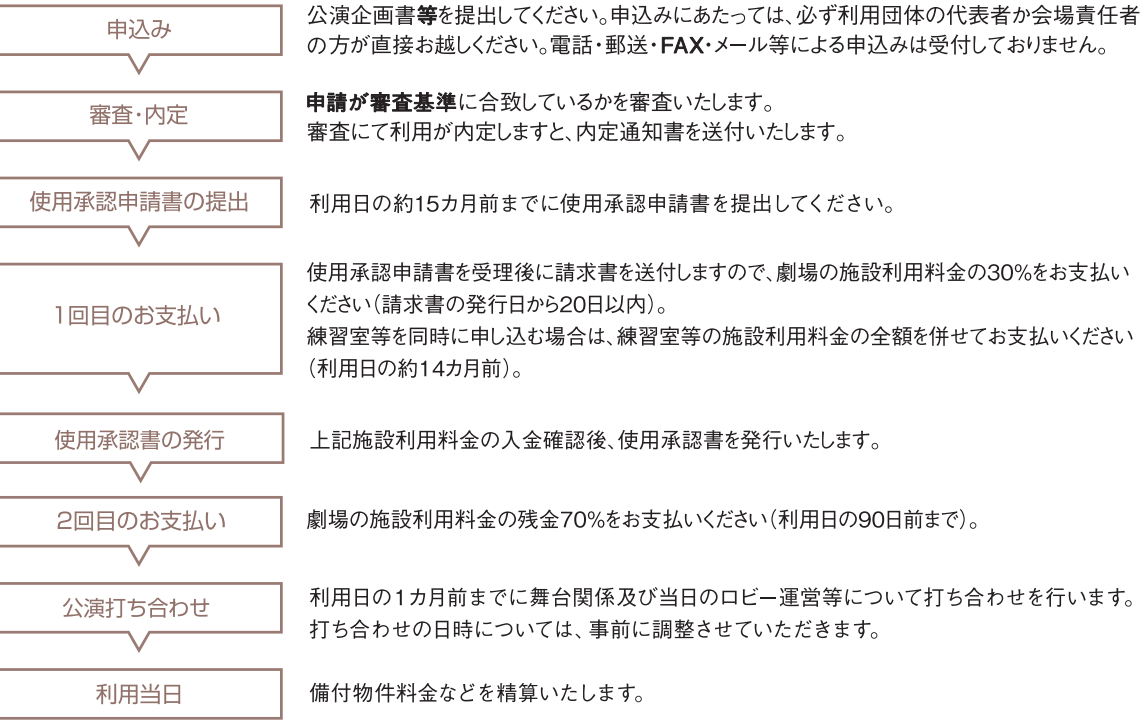 申込み
公演企画書等を提出してください。申込みにあたっては、必ず利用団体の代表者か会場責任者
の方が直接お越しください。電話・郵送・FAX・メール等による申込みは受付しておりません。
審査・内定
申請が審査基準に合致しているかを審査いたします。
審査にて利用が内定しますと、内定通知書を送付いたします。
使用承認申請書の提出
利用日の約15カ月前までに使用承認申請書を提出してください。
1回目のお支払い
使用承認申請書を受理後に請求書を送付しますので、劇場の施設利用料金の30%をお支払い
ください（請求書の発行日から20日以内）。
練習室等を同時に申し込む場合は、練習室等の施設利用料金の全額を併せてお支払いください
（利用日の約14カ月前）。
使用承認書の発行
上記施設利用料金の入金確認後、使用承認書を発行いたします。
2回目のお支払い
劇場の施設利用料金の残金70%をお支払いください（利用日の90日前まで）。
公演打ち合わせ
利用日の1カ月前までに舞台関係及び当日のロビー運営等について打ち合わせを行います。
打ち合わせの日時については、事前に調整させていただきます。
利用当日
備付物件料金などを精算いたします。